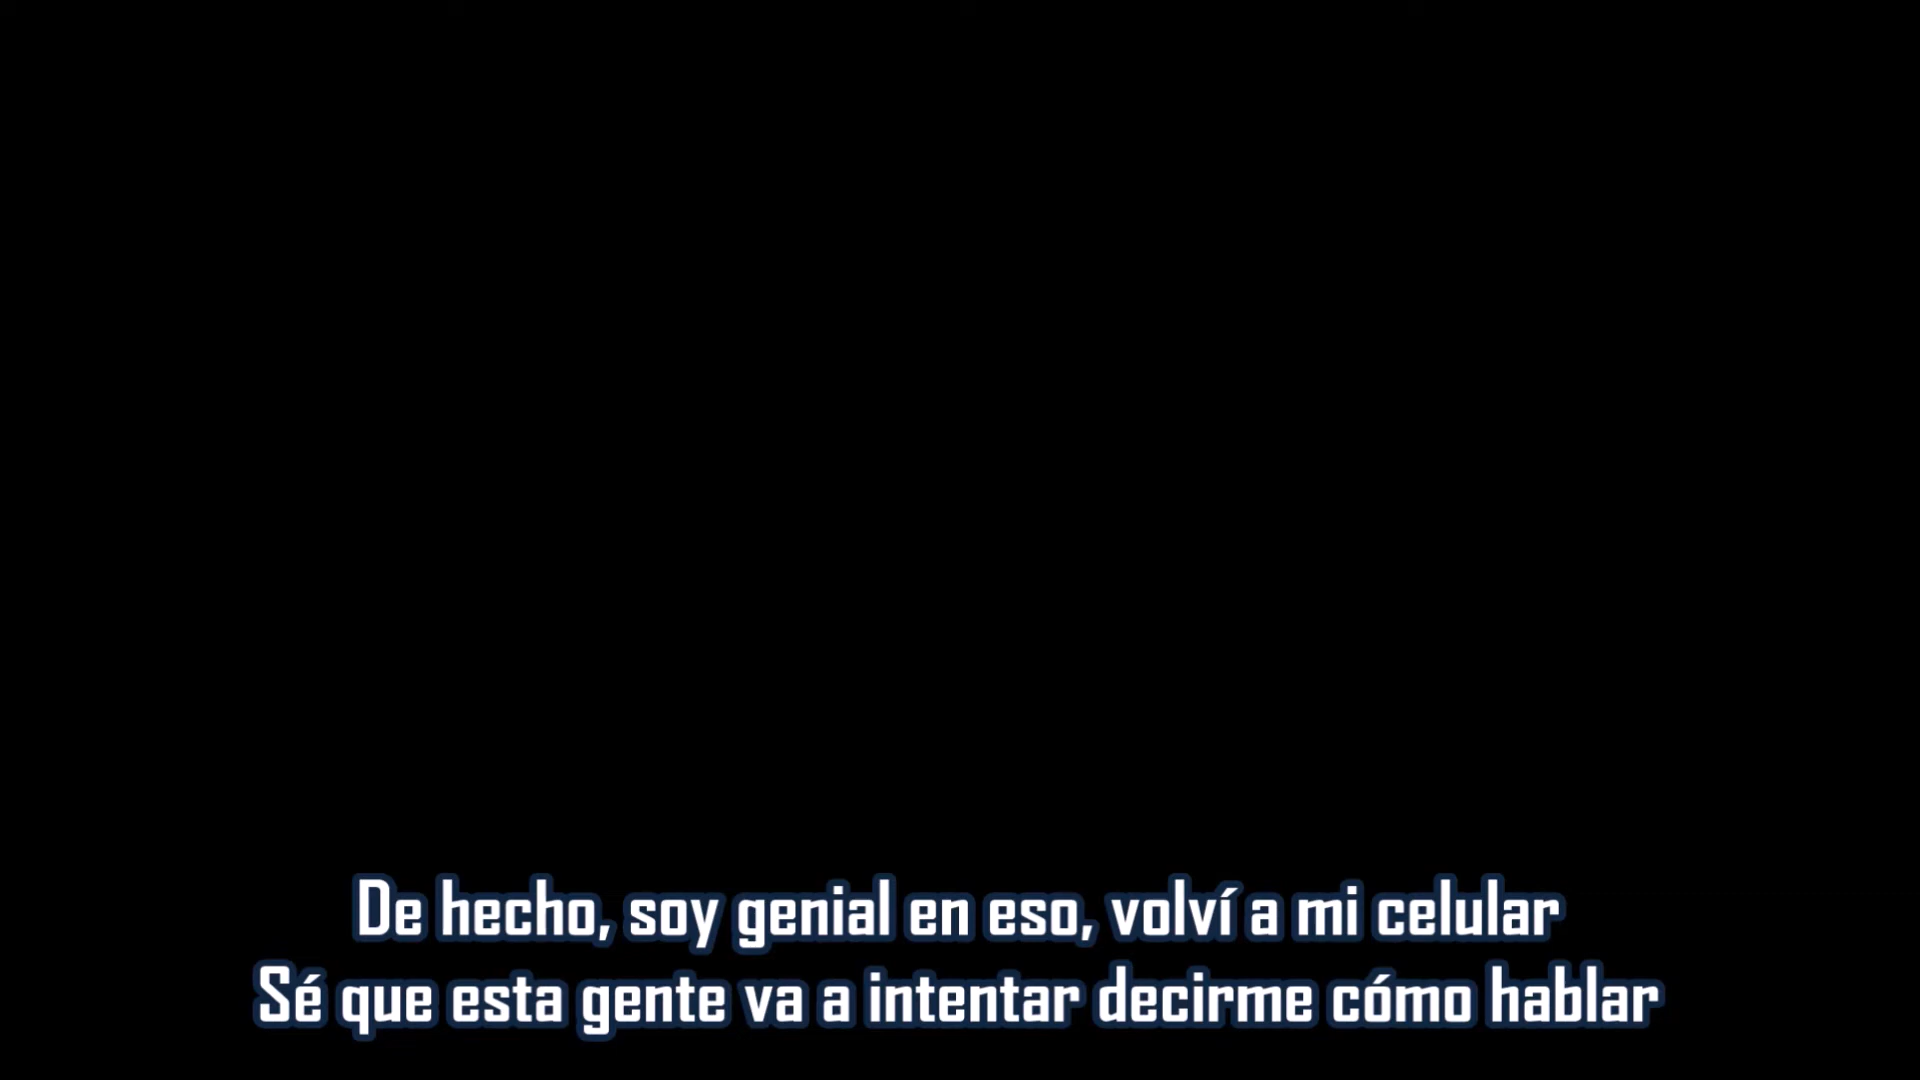 De hecho, soy genial en eso, volví a mi celular
Sé que esta gente va a intentar decirme cómo hablar